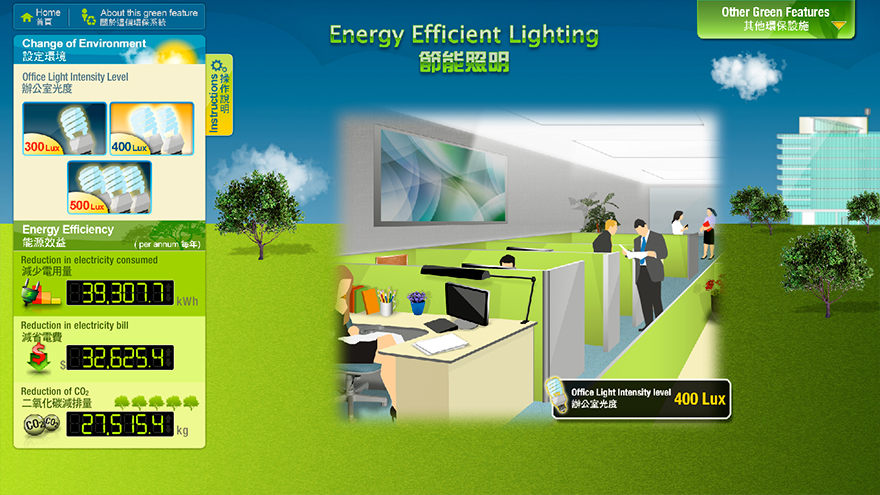 Home
首頁
About this green feature
關於這個環保系統
Other Green Features
其他環保設施
Energy Efficient Lighting
節能照明
Change of Environment
設定環境
Instructions
操作說明
Office Light Intensity Level
辦公室光度
300 Lux
400 Lux
500 Lux
Energy Efficiency
能源效益
( per annum 每年)
Reduction in electricity consumed
減少電用量
39,307.7 kWh
Reduction in electricity bill
減省電費
$ 32,625.4
Reduction of CO₂
二氧化碳減排量
CO₂ CO₂
27,515.4 kg
Office Light Intensity level
辦公室光度
400 Lux